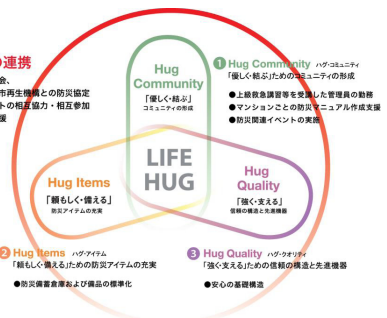 の連携
会、
市再生機構との防災協定
トの相互協力・相互参加
援
Hug
Community
「優しく・結ぶ」
コミュニティの形成
1 Hug Community ハグ・コミュニティ
「優しく・結ぶ」ためのコミュニティの形成
●上級救急講習等を受講した管理員の勤務
●マンションごとの防災マニュアル作成支援
●防災関連イベントの実施
LIFE
HUG
Hug Items
「頼もしく・備える」
防災アイテムの充実
Hug
Quality
「強く・支える」
信頼の構造と先進機器
2 Hug Items ハグ・アイテム
「頼もしく・備える」ための防災アイテムの充実
●防災備蓄倉庫および備品の標準化
3 Hug Quality ハグ・クオリティ
「強く・支える」ための信頼の構造と先進機器
●安心の基礎構造